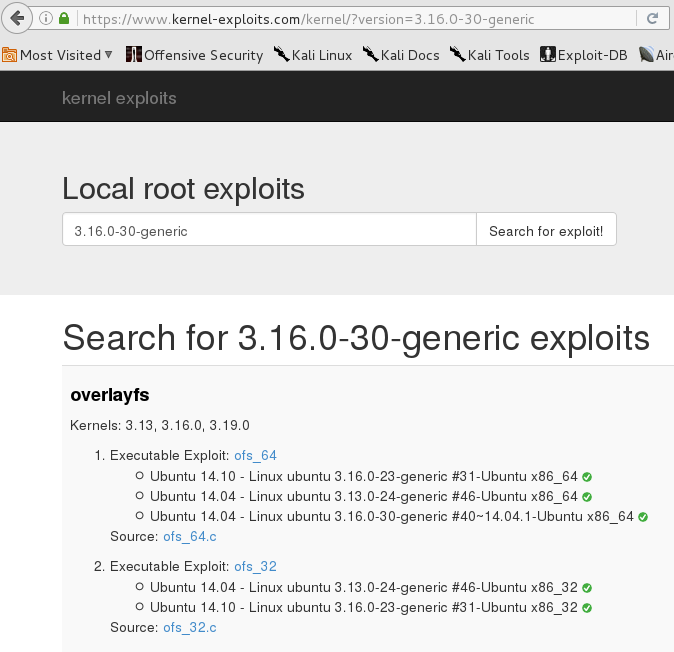 https://www.kernel-exploits.com/kernel/?version=3.16.0-30-generic
Most Visited Offensive Security Kali Linux Kali Docs Kali Tools Exploit-DB
kernel exploits
Local root exploits
3.16.0-30-generic Search for exploit!
Search for 3.16.0-30-generic exploits
overlayfs
Kernels: 3.13, 3.16.0, 3.19.0
1. Executable Exploit: ofs_64
Ubuntu 14.10 - Linux ubuntu 3.16.0-23-generic #31-Ubuntu x86_64
Ubuntu 14.04 - Linux ubuntu 3.13.0-24-generic #46-Ubuntu x86_64
Ubuntu 14.04 - Linux ubuntu 3.16.0-30-generic #40~14.04.1-Ubuntu x86_64
Source: ofs_64.c
2. Executable Exploit: ofs_32
Ubuntu 14.04 - Linux ubuntu 3.13.0-24-generic #46-Ubuntu x86_32
Ubuntu 14.10 - Linux ubuntu 3.16.0-23-generic #31-Ubuntu x86_32
Source: ofs_32.c